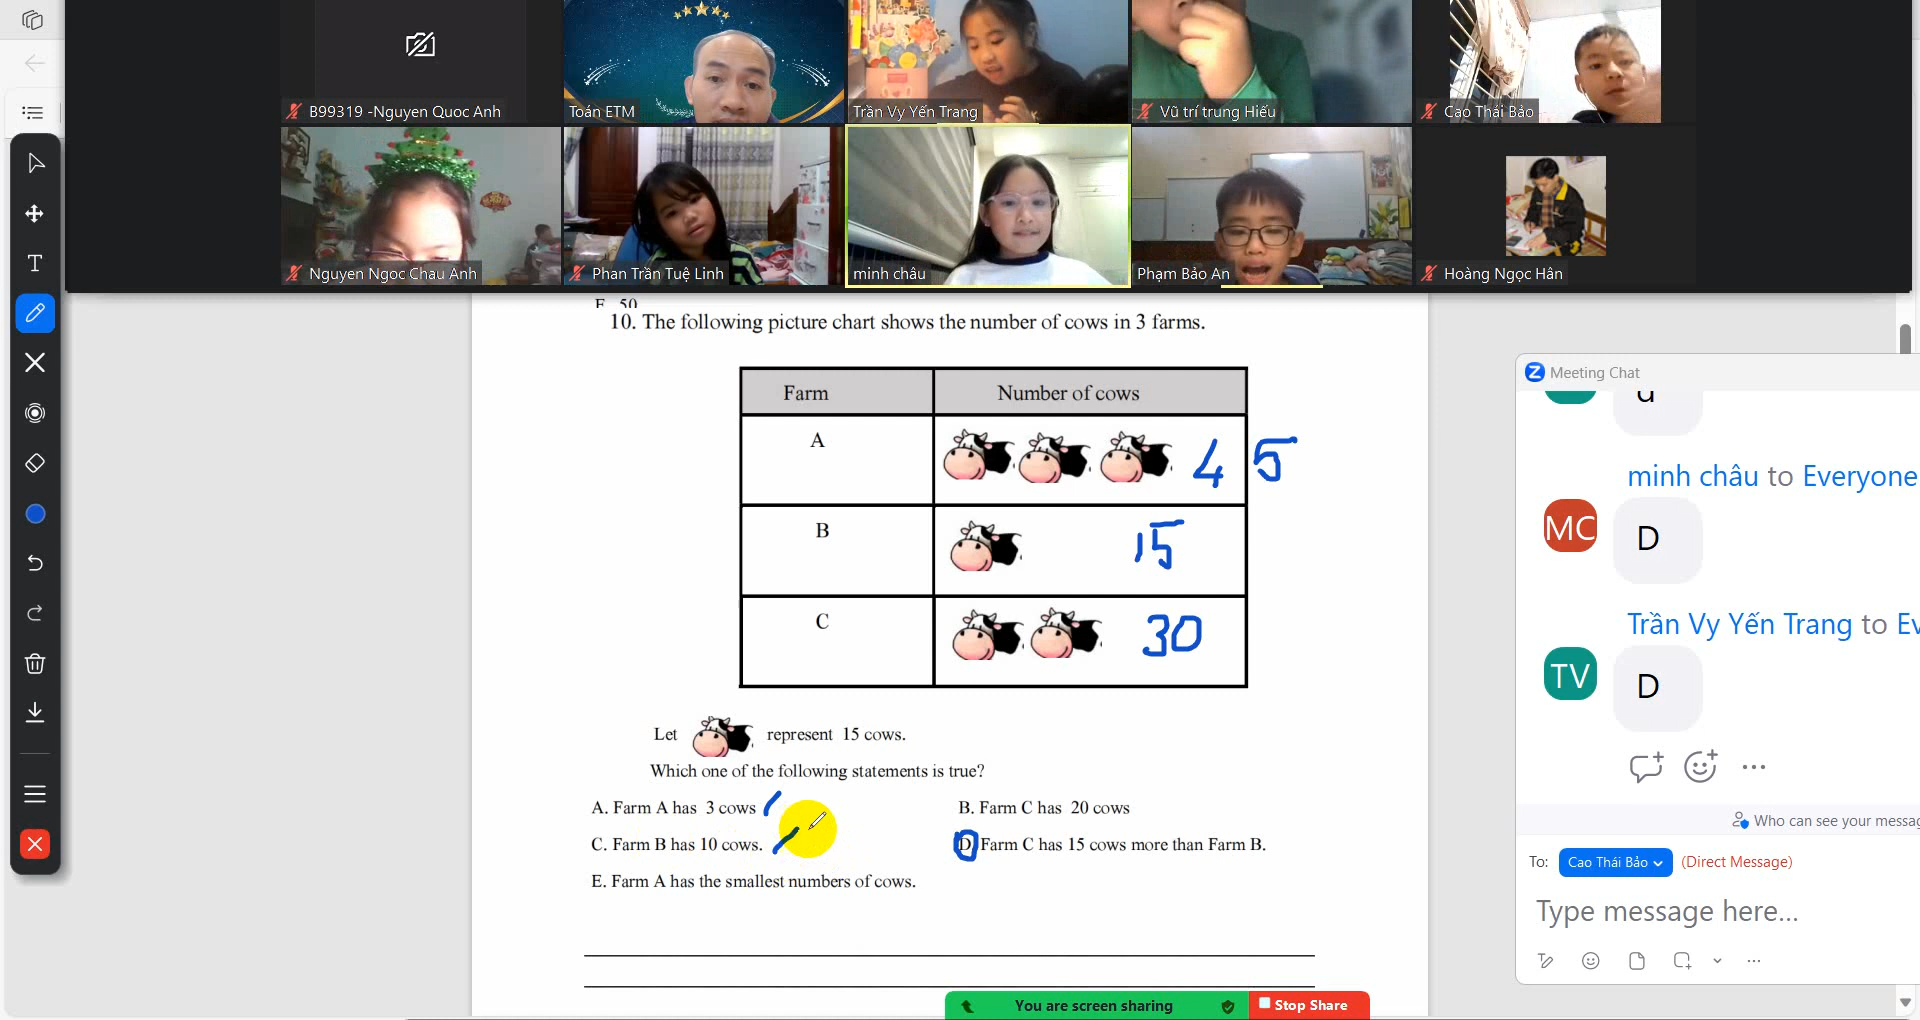 B99319 -Nguyen Quoc Anh
Toán ETM
Trần Vy Yến Trang
Vũ trí trung Hiếu
Cao Thái Bảo
Nguyen Ngoc Chau Anh
Phan Trần Tuệ Linh
minh châu
Phạm Bảo An
Hoàng Ngọc Hân
E. 50
10. The following picture chart shows the number of cows in 3 farms.
Farm Number of cows
A 45
B 15
C 30
Let represent 15 cows.
Which one of the following statements is true?
A. Farm A has 3 cows
B. Farm C has 20 cows
C. Farm B has 10 cows.
D. Farm C has 15 cows more than Farm B.
E. Farm A has the smallest numbers of cows.
You are screen sharing
Stop Share
Meeting Chat
minh châu to Everyone
MC
D
Trần Vy Yến Trang to Ev
TV
D
Who can see your messag
To: Cao Thái Bảo (Direct Message)
Type message here...
T